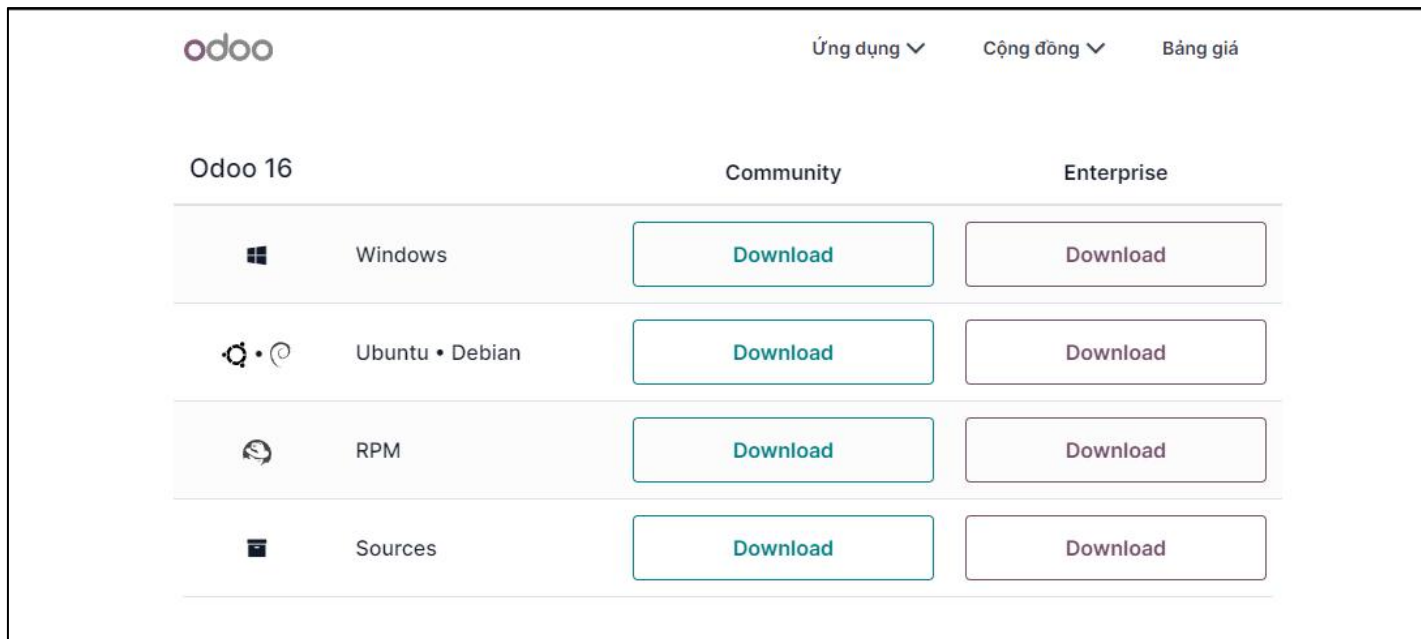 odoo Ứng dụng Cộng đồng Bảng giá
Odoo 16 Community Enterprise
Windows Download Download
Ubuntu • Debian Download Download
RPM Download Download
Sources Download Download